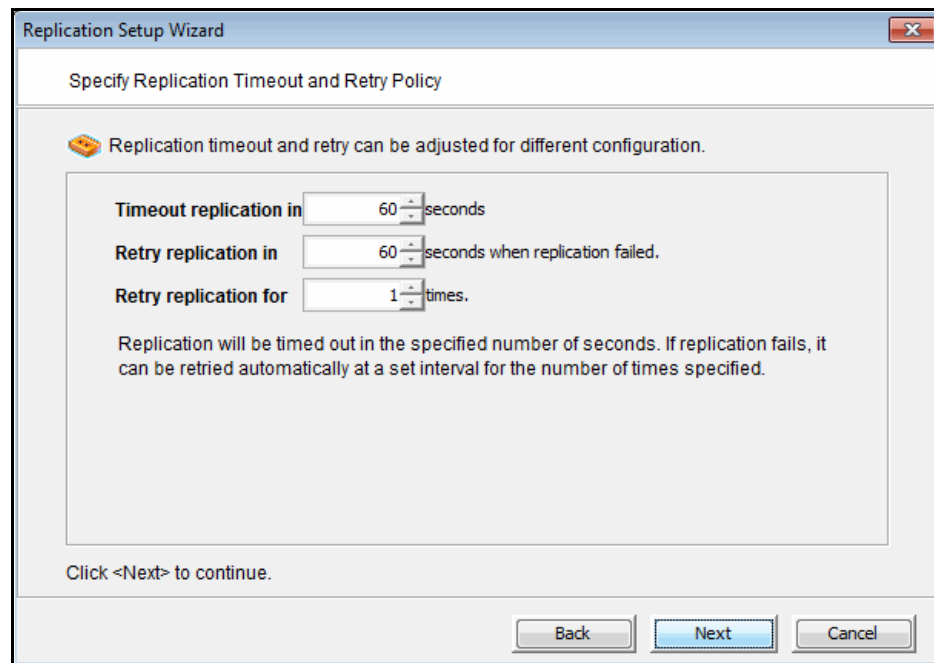 Replication Setup Wizard
Specify Replication Timeout and Retry Policy
Replication timeout and retry can be adjusted for different configuration.
Timeout replication in 60 seconds
Retry replication in 60 seconds when replication failed.
Retry replication for 1 times.
Replication will be timed out in the specified number of seconds. If replication fails, it
can be retried automatically at a set interval for the number of times specified.
Click <Next> to continue.
Back Next Cancel